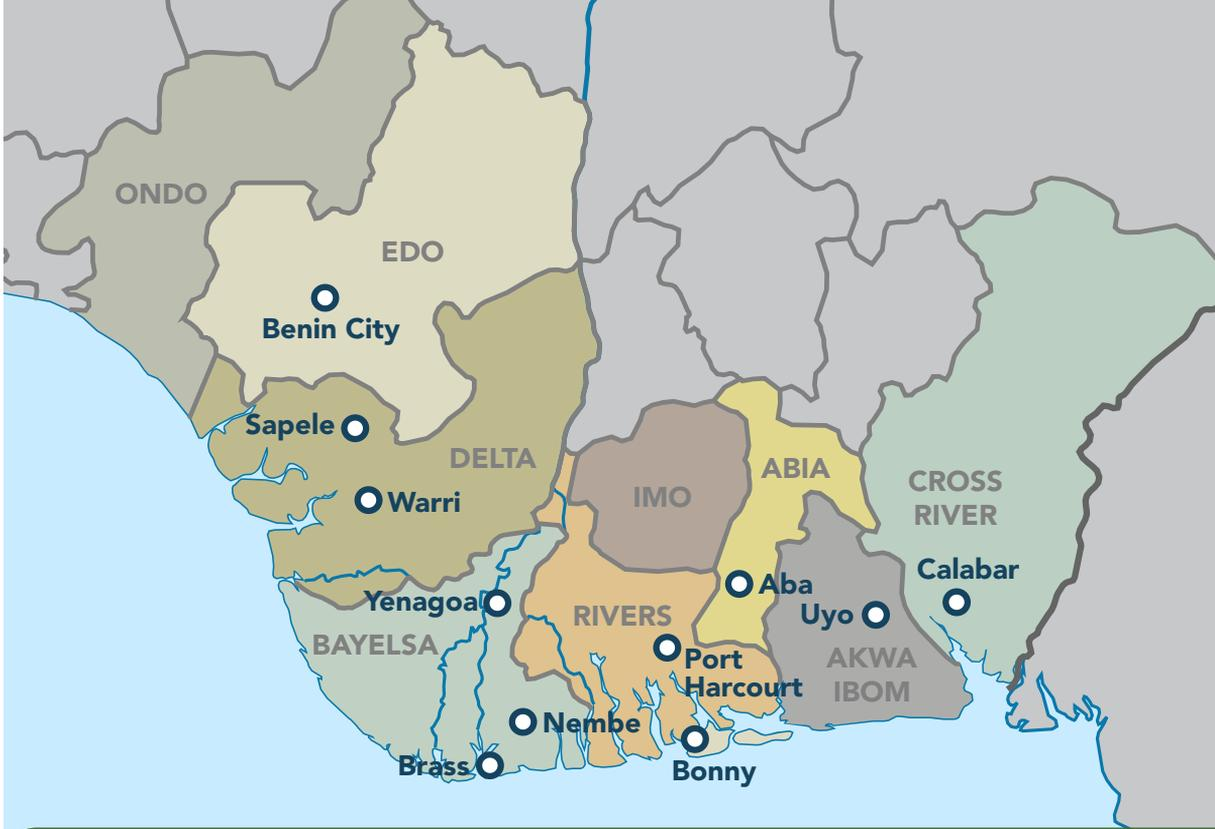 ONDO
EDO
Benin City
Sapele
DELTA
Warri
IMO
ABIA
CROSS
RIVER
Calabar
Aba
Yenagoa
RIVERS
Uyo
BAYELSA
Port
Harcourt
AKWA
IBOM
Nembe
Brass
Bonny